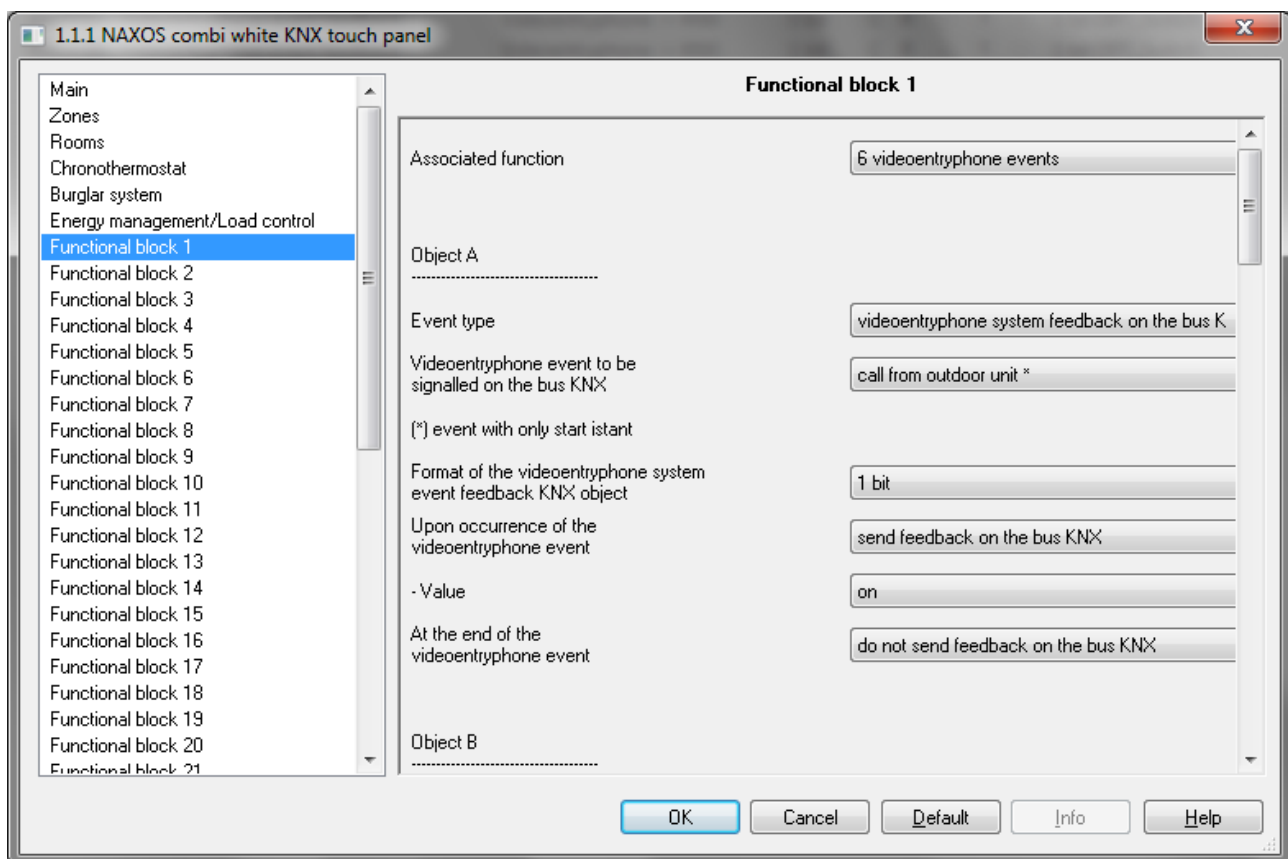 1.1.1 NAXOS combi white KNX touch panel
Main
Zones
Rooms
Chronothermostat
Burglar system
Energy management/Load control
Functional block 1
Functional block 2
Functional block 3
Functional block 4
Functional block 5
Functional block 6
Functional block 7
Functional block 8
Functional block 9
Functional block 10
Functional block 11
Functional block 12
Functional block 13
Functional block 14
Functional block 15
Functional block 16
Functional block 17
Functional block 18
Functional block 19
Functional block 20
Functional block 21
Functional block 1
Associated function
6 videoentryphone events
Object A
------------------------------------
Event type
videoentryphone system feedback on the bus K
Videoentryphone event to be
signalled on the bus KNX
call from outdoor unit *
(*) event with only start istant
Format of the videoentryphone system
event feedback KNX object
1 bit
Upon occurrence of the
videoentryphone event
send feedback on the bus KNX
- Value
on
At the end of the
videoentryphone event
do not send feedback on the bus KNX
Object B
------------------------------------
OK
Cancel
Default
Info
Help